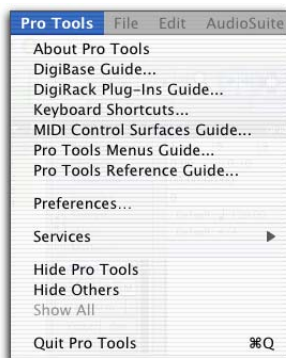 Pro Tools File Edit AudioSuite
About Pro Tools
DigiBase Guide...
DigiRack Plug-Ins Guide...
Keyboard Shortcuts...
MIDI Control Surfaces Guide...
Pro Tools Menus Guide...
Pro Tools Reference Guide...
Preferences...
Services
Hide Pro Tools
Hide Others
Show All
Quit Pro Tools ⌘Q